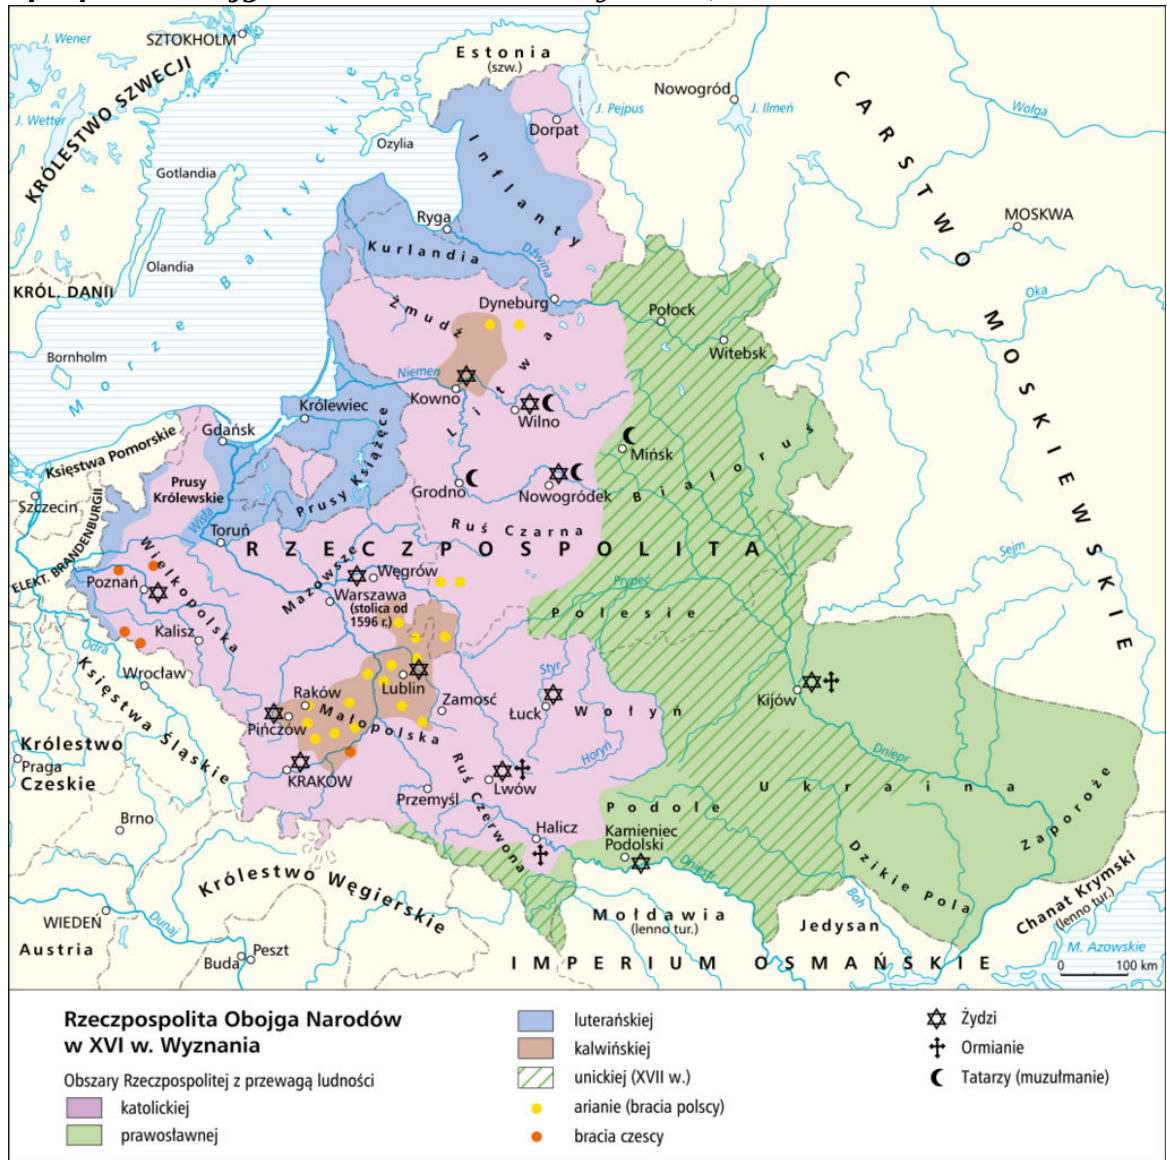 J. Wener
SZTOKHOLM
KRÓLESTWO SZWECJI
J. Wetter
Gotlandia
Olandia
KRÓL. DANII
Bornholm
Morze Bałtyckie
Estonia
(szw.)
Ozylia
Dorpat
J. Pejpus
Nowogród
J. Ilmeń
Wołga
CARSTWO MOSKIEWSKIE
MOSKWA
Oka
Inflanty
Ryga
Kurlandia
Dźwina
Dyneburg
Połock
Witebsk
Żmudź
Litwa
Niemen
Kowno
Wilno
Mińsk
Białoruś
Królewiec
Gdańsk
Księstwa Pomorskie
Szczecin
Prusy
Królewskie
Prusy Książęce
Grodno
Nowogródek
Ruś Czarna
Wisła
Toruń
RZECZPOSPOLITA
ELEKT. BRANDENBURGII
Poznań
Wielkopolska
Mazowsze
Węgrów
Warszawa
(stolica od
1596 r.)
Prypeć
Polesie
Sejm
Kalisz
Odra
Wrocław
Księstwa Śląskie
Lublin
Zamość
Styr
Łuck
Wołyń
Kijów
Raków
Pińczów
Małopolska
KRAKÓW
Królestwo
Czeskie
Praga
Horyń
Lwów
Ruś Czerwona
Przemyśl
Dniepr
Ukraina
Zaporoże
Brno
Halicz
Podole
Kamieniec
Podolski
Dniestr
Dzikie Pola
Boh
Królestwo Węgierskie
Chanat Krymski
(lenno tur.)
WIEDEŃ
Dunaj
Austria
Peszt
Buda
Mołdawia
(lenno tur.)
Jedysan
M. Azowskie
IMPERIUM OSMAŃSKIE
0 100 km
Rzeczpospolita Obojga Narodów
w XVI w. Wyznania
Obszary Rzeczpospolitej z przewagą ludności
katolickiej
prawosławnej
luterańskiej
kalwińskiej
unickiej (XVII w.)
arianie (bracia polscy)
bracia czescy
Żydzi
Ormianie
Tatarzy (muzułmanie)